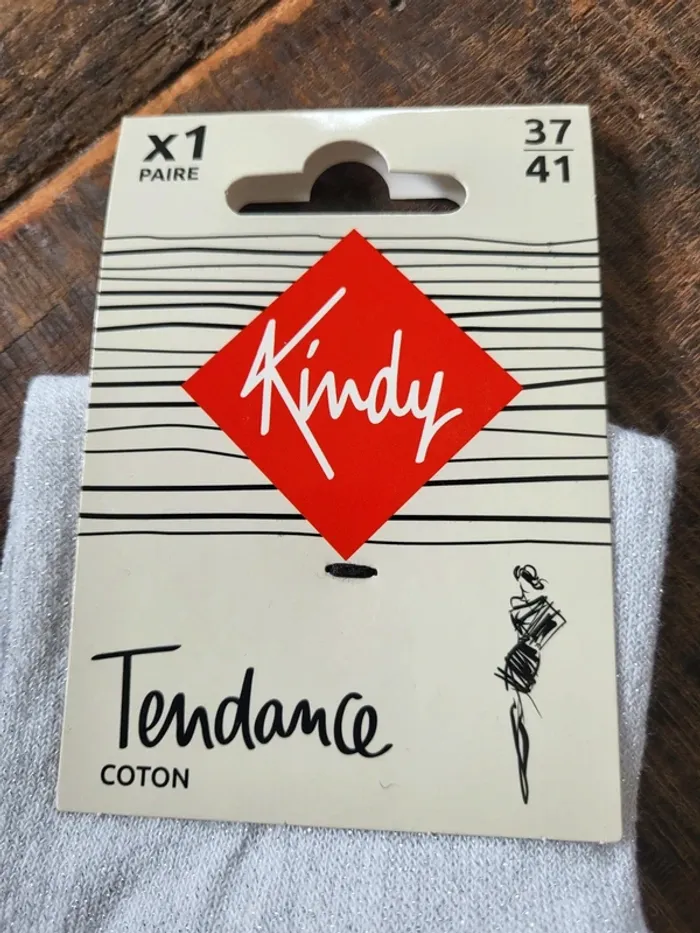 x1
PAIRE
37
41
Kindy
Tendance
COTON